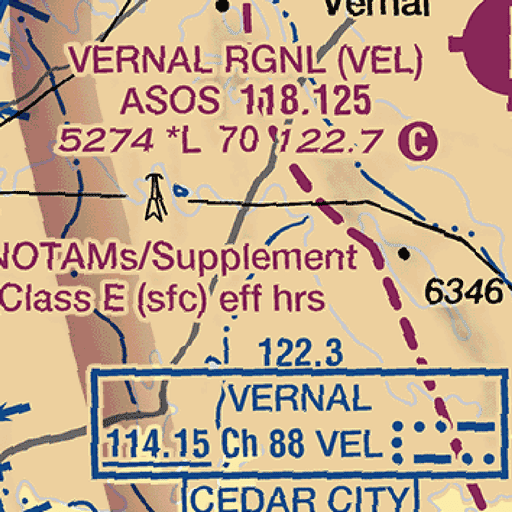 Vernal
VERNAL RGNL (VEL)
ASOS 118.125
5274 *L 70 122.7 C
NOTAMs/Supplement
Class E (sfc) eff hrs
6346
122.3
VERNAL
114.15 Ch 88 VEL
CEDAR CITY